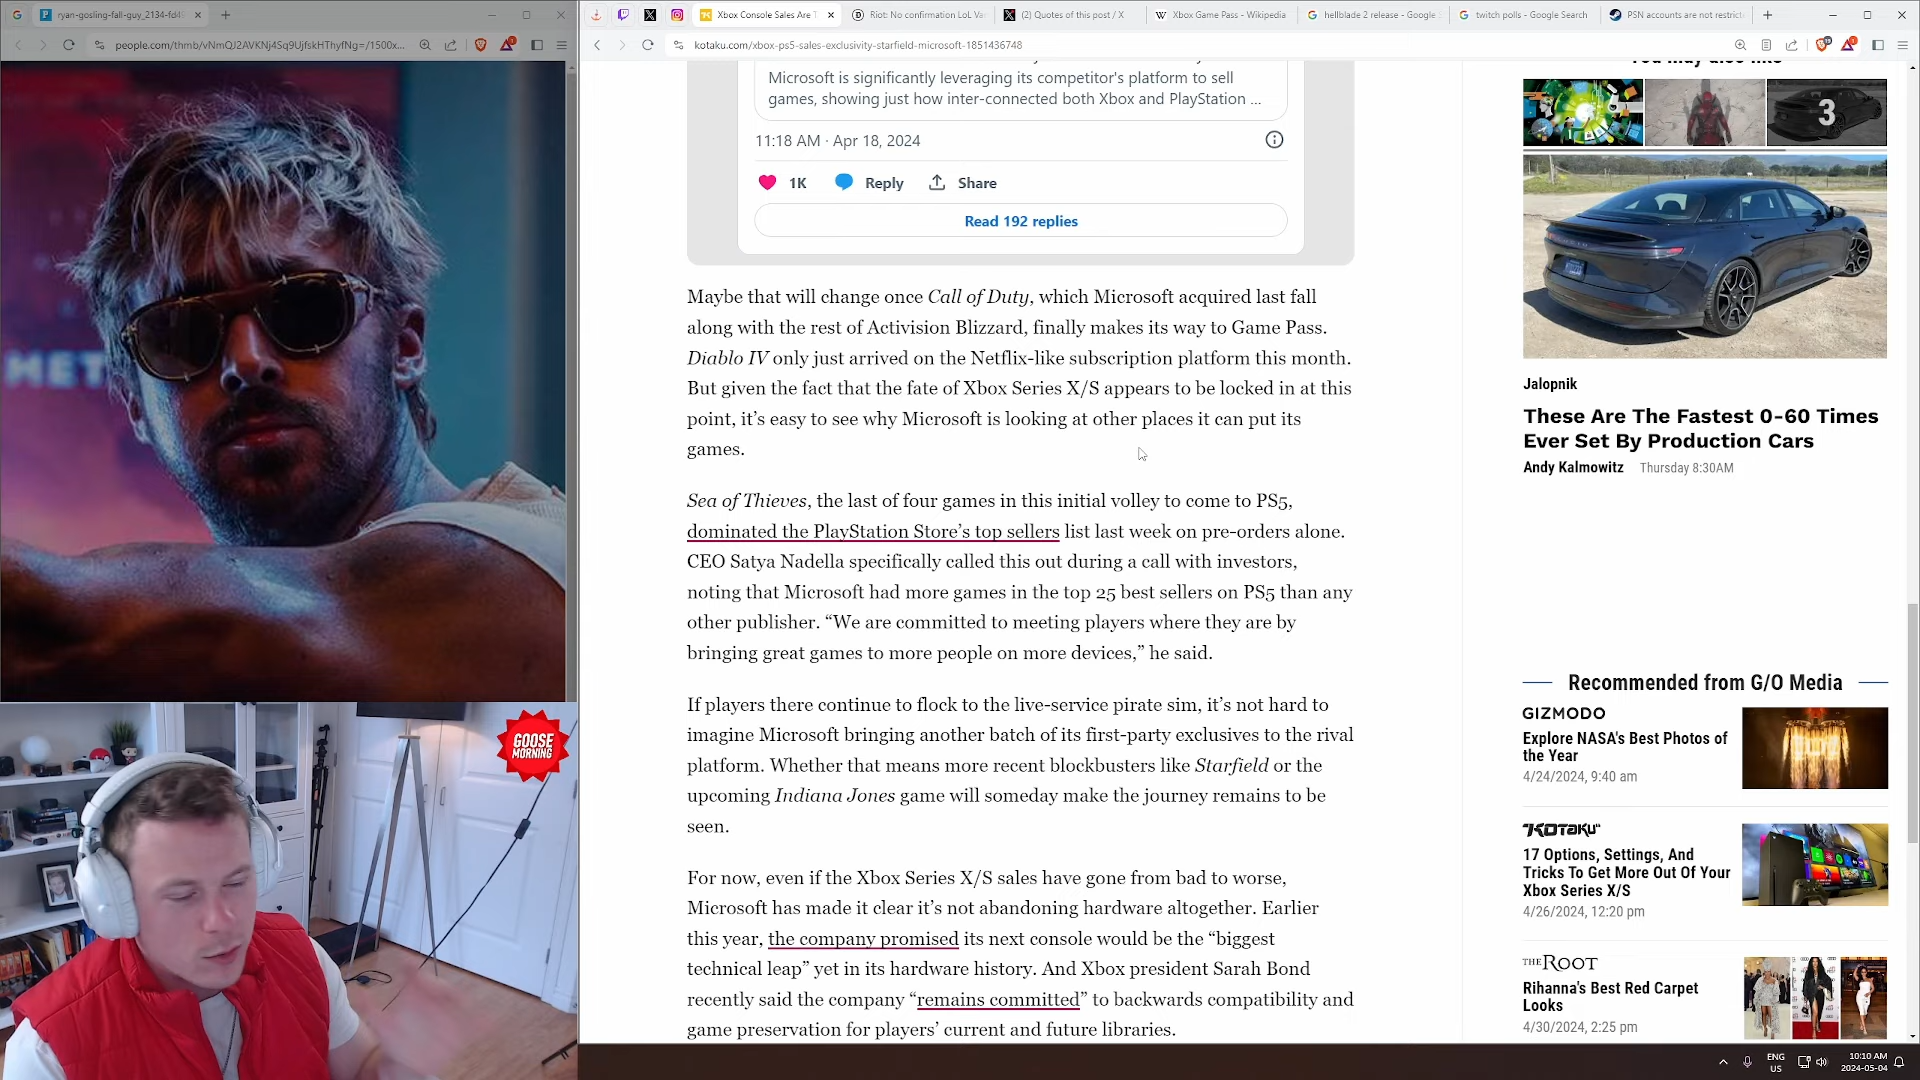 ryan-gosling-fall-guy_2134-fd4
Xbox Console Sales Are T
Riot: No confirmation LoL Va
(2) Quotes of this post / X
Xbox Game Pass - Wikipedia
hellblade 2 release - Google S
twitch polls - Google Search
PSN accounts are not restrict
people.com/thmb/vNmQJ2AVKNj4Sq9UjfskHThyfNg=/1500x...
kotaku.com/xbox-ps5-sales-exclusivity-starfield-microsoft-1851436748
Microsoft is significantly leveraging its competitor's platform to sell
games, showing just how inter-connected both Xbox and PlayStation ...
11:18 AM · Apr 18, 2024
1K
Reply
Share
Read 192 replies
Maybe that will change once Call of Duty, which Microsoft acquired last fall
along with the rest of Activision Blizzard, finally makes its way to Game Pass.
Diablo IV only just arrived on the Netflix-like subscription platform this month.
But given the fact that the fate of Xbox Series X/S appears to be locked in at this
point, it’s easy to see why Microsoft is looking at other places it can put its
games.
Sea of Thieves, the last of four games in this initial volley to come to PS5,
dominated the PlayStation Store’s top sellers list last week on pre-orders alone.
CEO Satya Nadella specifically called this out during a call with investors,
noting that Microsoft had more games in the top 25 best sellers on PS5 than any
other publisher. “We are committed to meeting players where they are by
bringing great games to more people on more devices,” he said.
If players there continue to flock to the live-service pirate sim, it’s not hard to
imagine Microsoft bringing another batch of its first-party exclusives to the rival
platform. Whether that means more recent blockbusters like Starfield or the
upcoming Indiana Jones game will someday make the journey remains to be
seen.
For now, even if the Xbox Series X/S sales have gone from bad to worse,
Microsoft has made it clear it’s not abandoning hardware altogether. Earlier
this year, the company promised its next console would be the “biggest
technical leap” yet in its hardware history. And Xbox president Sarah Bond
recently said the company “remains committed” to backwards compatibility and
game preservation for players’ current and future libraries.
You may also like
3
Jalopnik
These Are The Fastest 0-60 Times
Ever Set By Production Cars
Andy Kalmowitz Thursday 8:30AM
Recommended from G/O Media
GIZMODO
Explore NASA's Best Photos of
the Year
4/24/2024, 9:40 am
KOTAKU
17 Options, Settings, And
Tricks To Get More Out Of Your
Xbox Series X/S
4/26/2024, 12:20 pm
THE ROOT
Rihanna's Best Red Carpet
Looks
4/30/2024, 2:25 pm
MET
GOOSE
MORNING
ENG
US
10:10 AM
2024-05-04